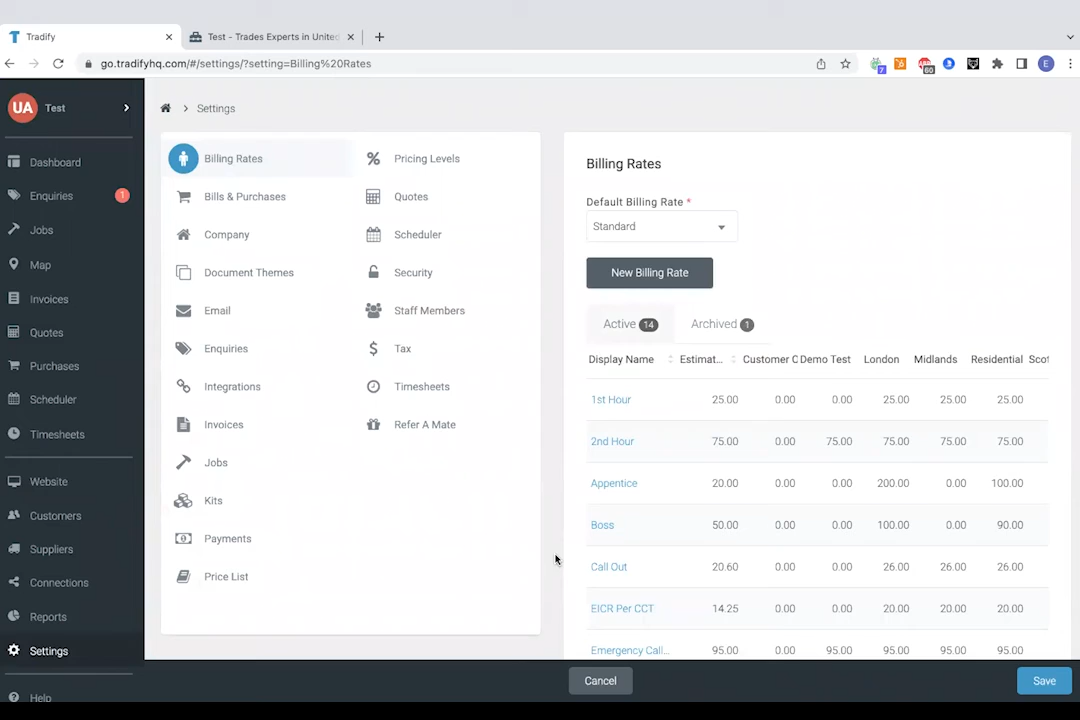 Tradify
Test - Trades Experts in United
go.tradifyhq.com/#/settings/?setting=Billing%20Rates
7
60
E
UA
Test
Settings
Dashboard
Enquiries
1
Jobs
Map
Invoices
Quotes
Purchases
Scheduler
Timesheets
Website
Customers
Suppliers
Connections
Reports
Settings
Help
Billing Rates
Bills & Purchases
Company
Document Themes
Email
Enquiries
Integrations
Invoices
Jobs
Kits
Payments
Price List
Pricing Levels
Quotes
Scheduler
Security
Staff Members
Tax
Timesheets
Refer A Mate
Billing Rates
Default Billing Rate *
Standard
New Billing Rate
Active 14 Archived 1
Display Name Estimat... Customer C Demo Test London Midlands Residential Scot
1st Hour 25.00 0.00 0.00 25.00 25.00 25.00
2nd Hour 75.00 0.00 75.00 75.00 75.00 75.00
Appentice 20.00 0.00 0.00 200.00 0.00 100.00
Boss 50.00 0.00 0.00 100.00 0.00 90.00
Call Out 20.60 0.00 0.00 26.00 26.00 26.00
EICR Per CCT 14.25 0.00 0.00 20.00 20.00 20.00
Emergency Call... 95.00 0.00 95.00 95.00 95.00 95.00
Cancel
Save